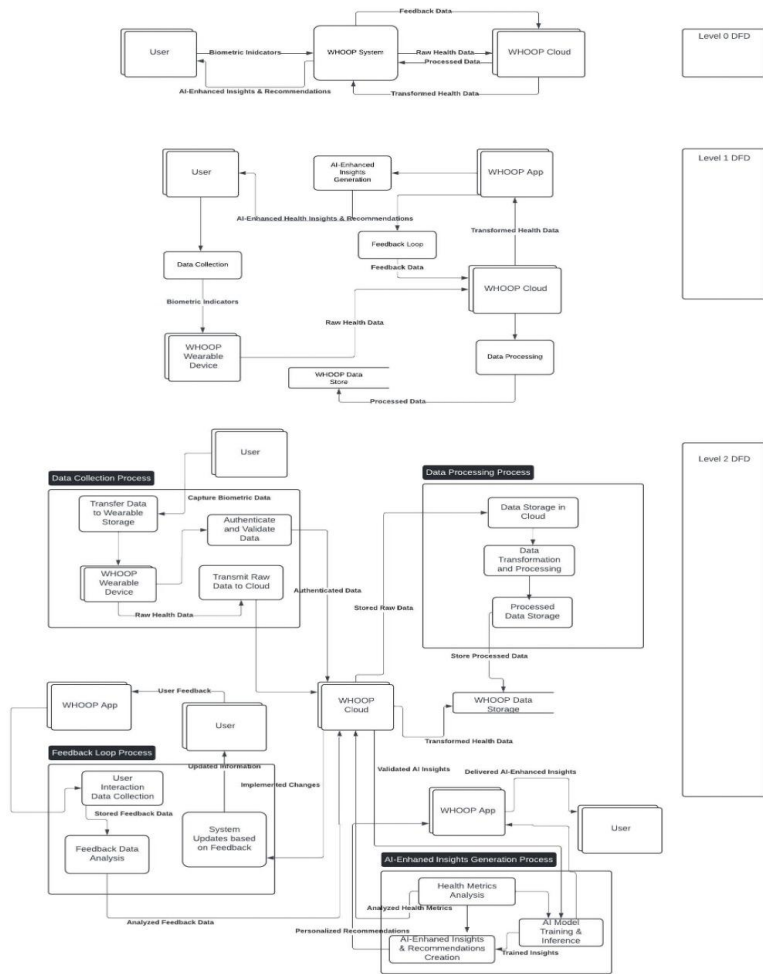 Feedback Data
Level 0 DFD
User
Biometric Inidcators
WHOOP System
Raw Health Data
Processed Data
WHOOP Cloud
AI-Enhanced Insights & Recommendations
Transformed Health Data
Level 1 DFD
User
AI-Enhanced
Insights
Generation
WHOOP App
AI-Enhanced Health Insights & Recommendations
Transformed Health Data
Feedback Loop
Data Collection
Feedback Data
WHOOP Cloud
Biometric Indicators
Raw Health Data
WHOOP
Wearable
Device
Data Processing
WHOOP Data
Store
Processed Data
Level 2 DFD
User
Data Collection Process
Data Processing Process
Capture Biometric Data
Transfer Data
to Wearable
Storage
Authenticate
and Validate
Data
Data Storage in
Cloud
Data
Transformation
and Processing
WHOOP
Wearable
Device
Transmit Raw
Data to Cloud
Authenticated Data
Raw Health Data
Stored Raw Data
Processed
Data Storage
Store Processed Data
WHOOP App
User Feedback
User
WHOOP
Cloud
WHOOP Data
Storage
Transformed Health Data
Feedback Loop Process
Updated Information
Implemented Changes
Validated AI Insights
Delivered AI-Enhanced Insights
User
Interaction
Data Collection
Stored Feedback Data
Feedback Data
Analysis
System
Updates based
on Feedback
WHOOP App
User
AI-Enhaned Insights Generation Process
Health Metrics
Analysis
Analyzed Health Metrics
Analyzed Feedback Data
Personalized Recommendations
AI-Enhaned Insights
& Recommendations
Creation
AI Model
Training &
Inference
Trained Insights